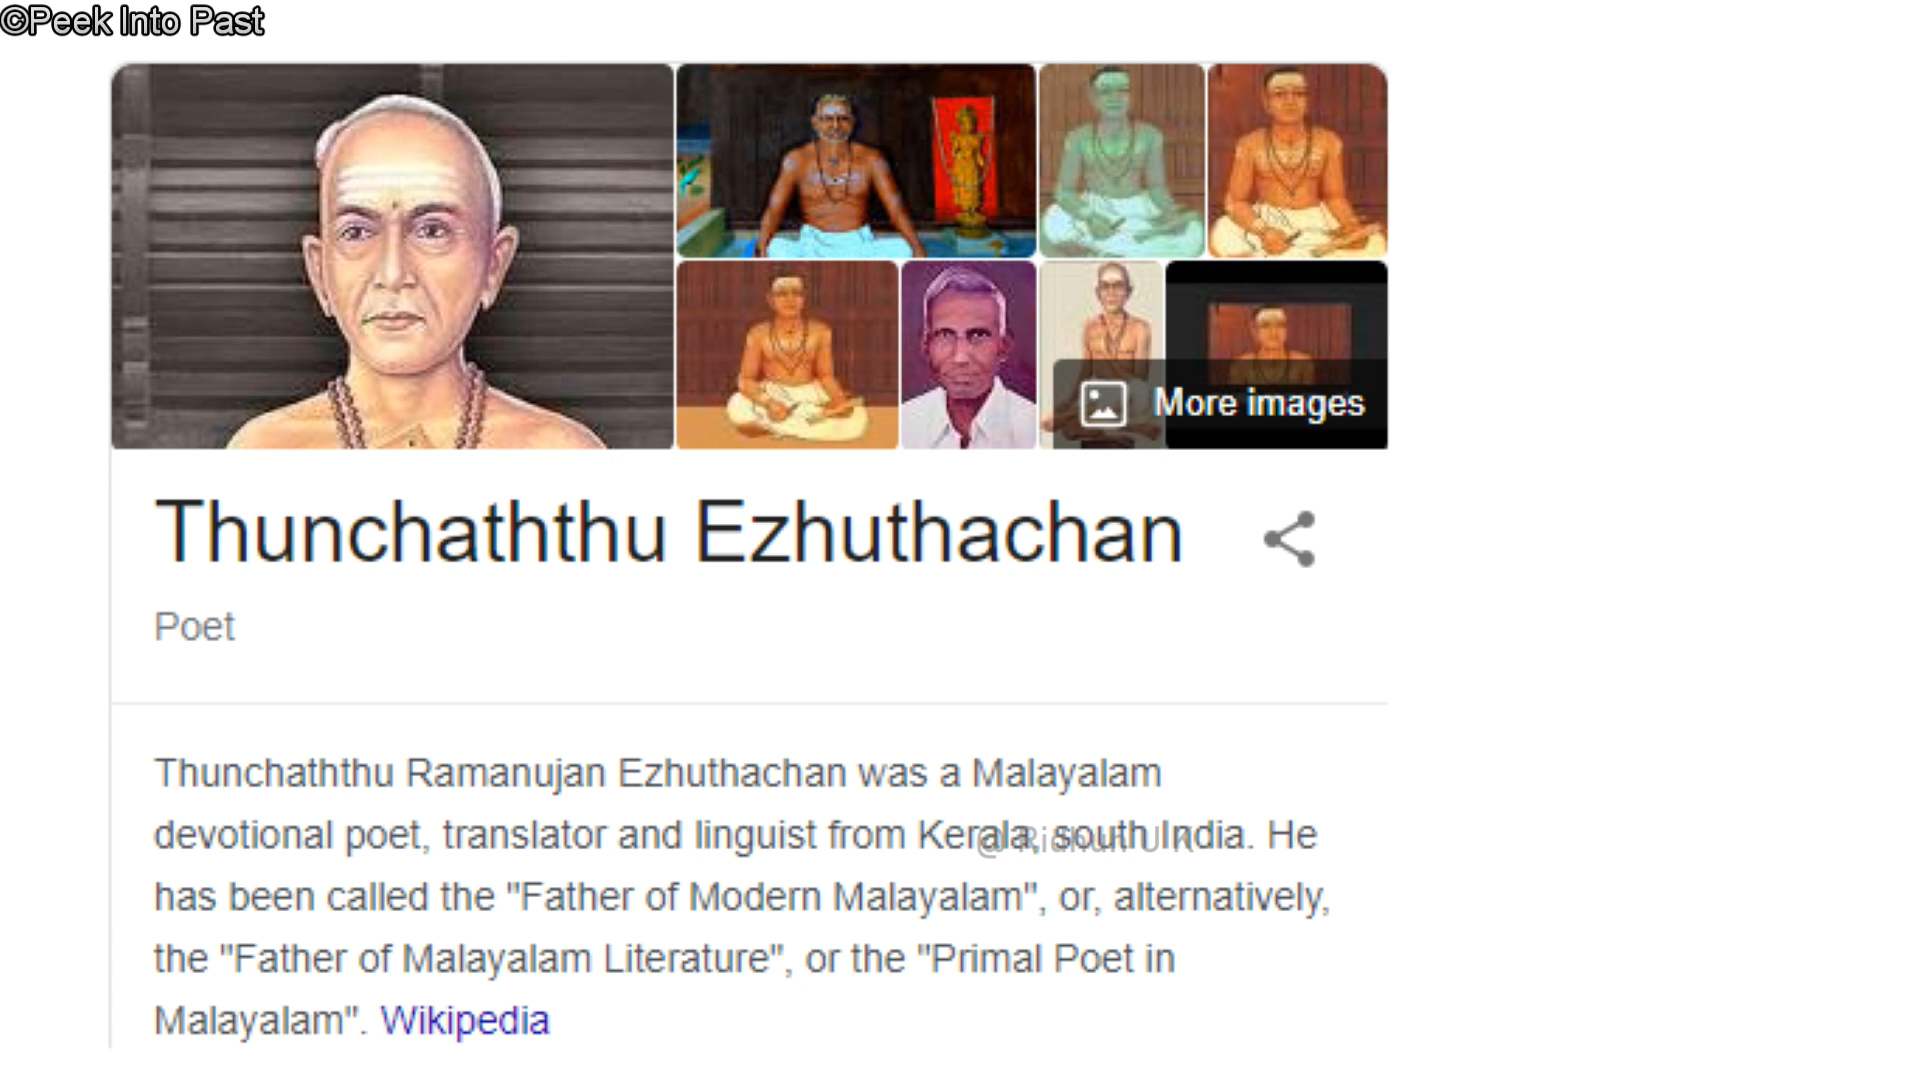 ©Peek Into Past
More images
Thunchaththu Ezhuthachan
Poet
Thunchaththu Ramanujan Ezhuthachan was a Malayalam
devotional poet, translator and linguist from Kerala, south India. He
@ Ridhun U K
has been called the "Father of Modern Malayalam", or, alternatively,
the "Father of Malayalam Literature", or the "Primal Poet in
Malayalam". Wikipedia